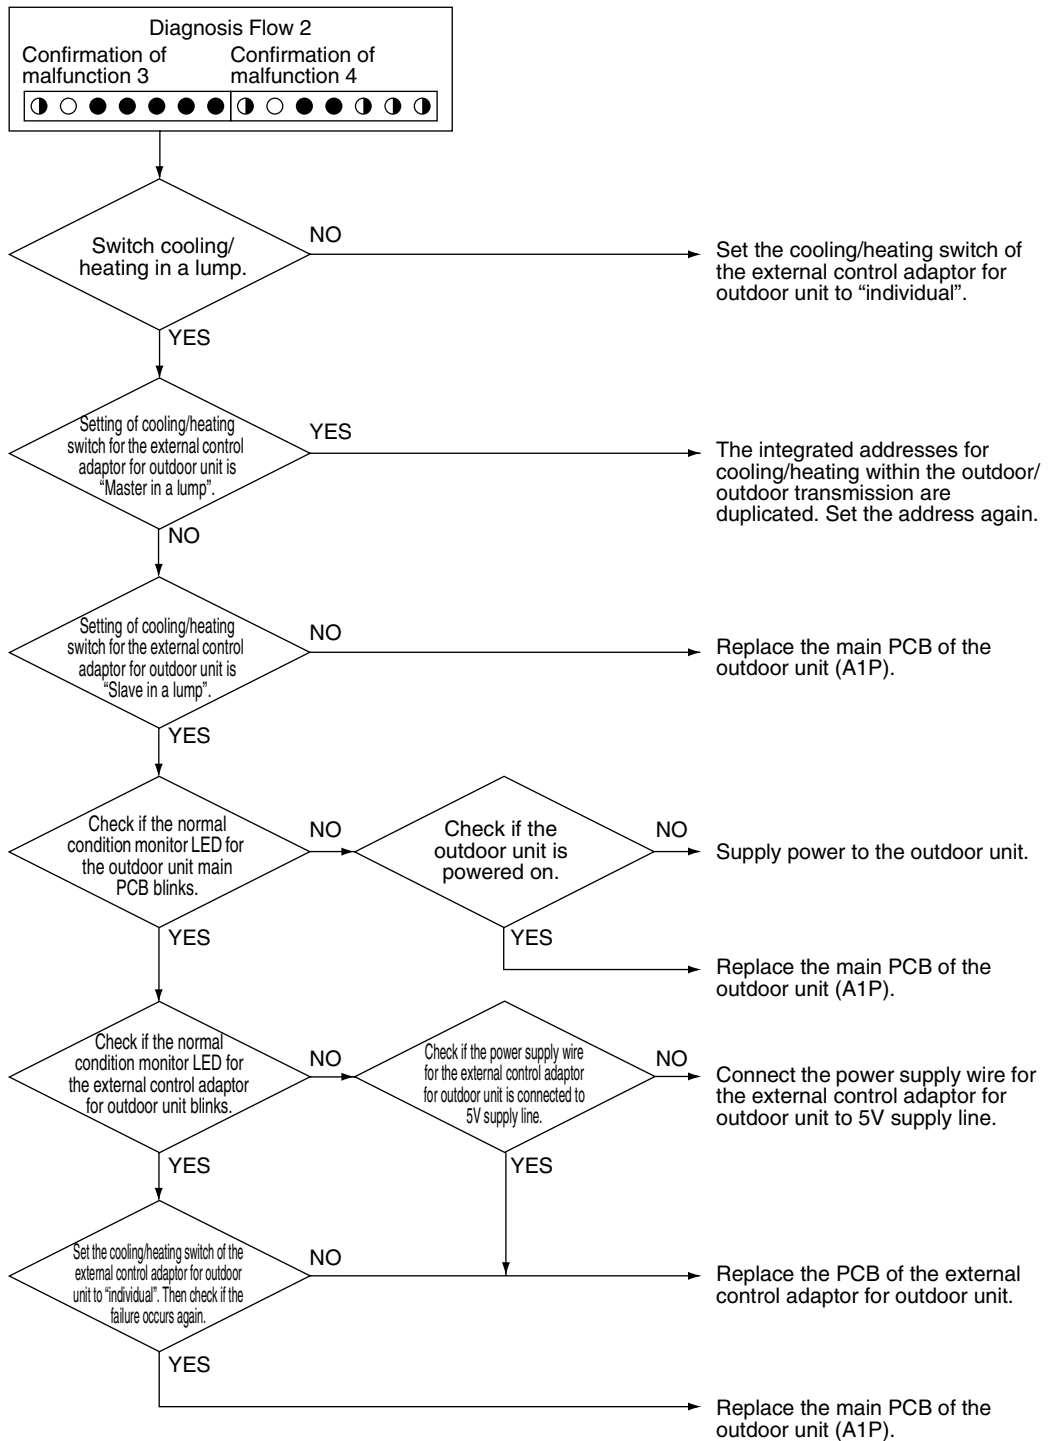 Diagnosis Flow 2
Confirmation of
malfunction 3
Confirmation of
malfunction 4
Switch cooling/
heating in a lump.
NO
Set the cooling/heating switch of
the external control adaptor for
outdoor unit to “individual”.
YES
Setting of cooling/heating
switch for the external control
adaptor for outdoor unit is
“Master in a lump”.
YES
The integrated addresses for
cooling/heating within the outdoor/
outdoor transmission are
duplicated. Set the address again.
NO
Setting of cooling/heating
switch for the external control
adaptor for outdoor unit is
“Slave in a lump”.
NO
Replace the main PCB of the
outdoor unit (A1P).
YES
Check if the normal
condition monitor LED for
the outdoor unit main
PCB blinks.
NO
Check if the
outdoor unit is
powered on.
NO
Supply power to the outdoor unit.
YES
YES
Replace the main PCB of the
outdoor unit (A1P).
Check if the normal
condition monitor LED for
the external control adaptor
for outdoor unit blinks.
NO
Check if the power supply wire
for the external control adaptor
for outdoor unit is connected to
5V supply line.
NO
Connect the power supply wire for
the external control adaptor for
outdoor unit to 5V supply line.
YES
YES
Set the cooling/heating switch of the
external control adaptor for outdoor
unit to “individual”. Then check if the
failure occurs again.
NO
Replace the PCB of the external
control adaptor for outdoor unit.
YES
Replace the main PCB of the
outdoor unit (A1P).